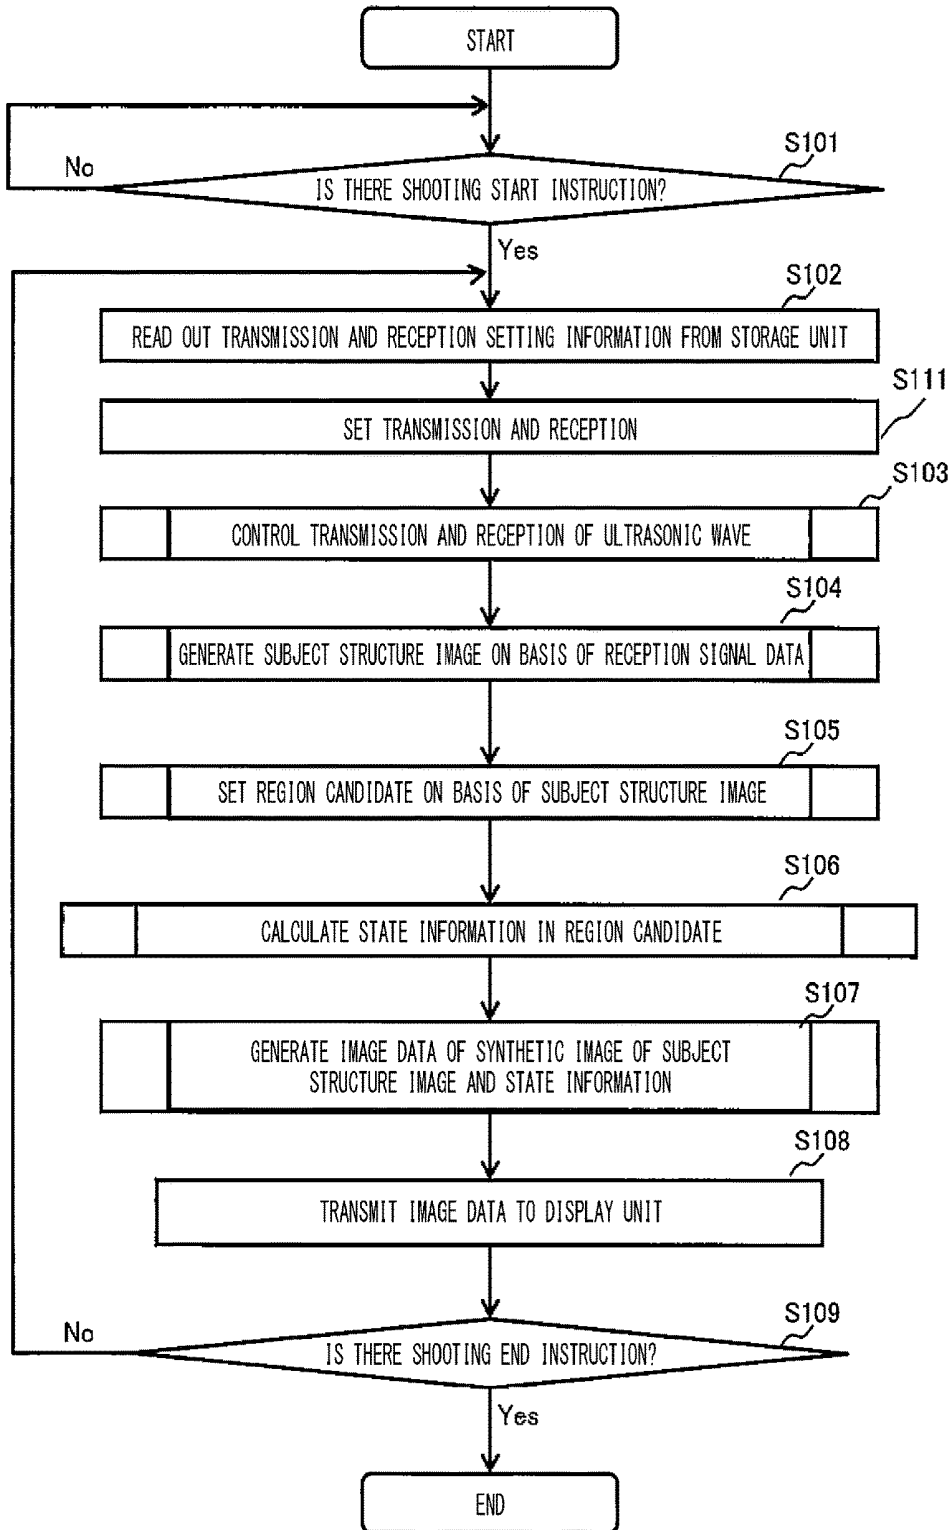 START
S101
No
IS THERE SHOOTING START INSTRUCTION?
Yes
S102
READ OUT TRANSMISSION AND RECEPTION SETTING INFORMATION FROM STORAGE UNIT
S111
SET TRANSMISSION AND RECEPTION
S103
CONTROL TRANSMISSION AND RECEPTION OF ULTRASONIC WAVE
S104
GENERATE SUBJECT STRUCTURE IMAGE ON BASIS OF RECEPTION SIGNAL DATA
S105
SET REGION CANDIDATE ON BASIS OF SUBJECT STRUCTURE IMAGE
S106
CALCULATE STATE INFORMATION IN REGION CANDIDATE
S107
GENERATE IMAGE DATA OF SYNTHETIC IMAGE OF SUBJECT
STRUCTURE IMAGE AND STATE INFORMATION
S108
TRANSMIT IMAGE DATA TO DISPLAY UNIT
S109
No
IS THERE SHOOTING END INSTRUCTION?
Yes
END